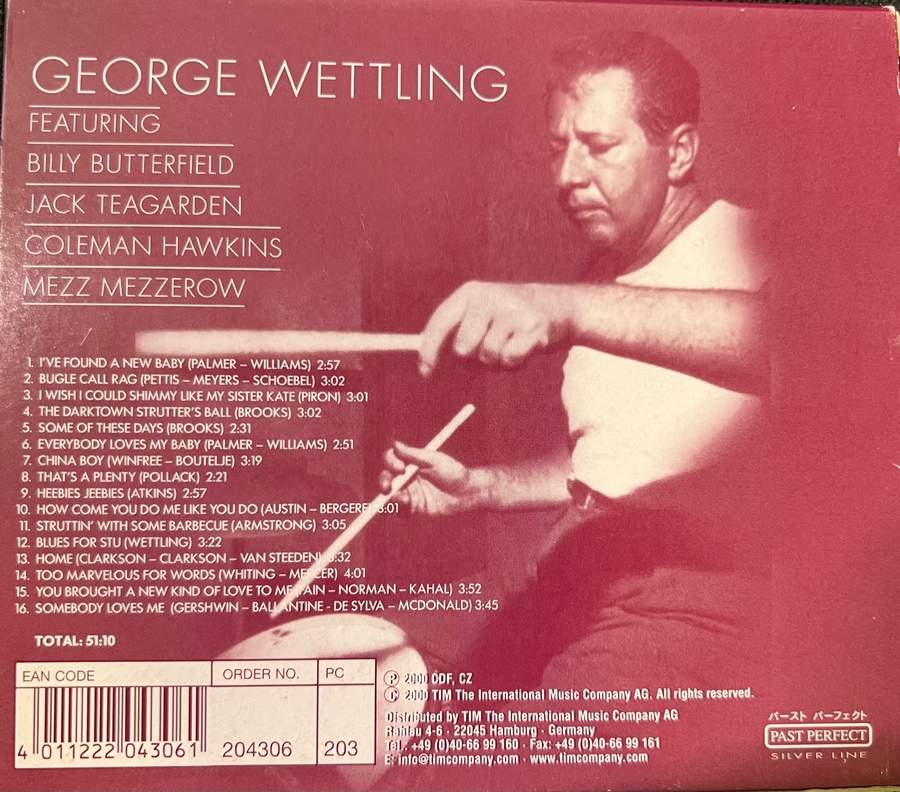 GEORGE WETTLING
FEATURING
BILLY BUTTERFIELD
JACK TEAGARDEN
COLEMAN HAWKINS
MEZZ MEZZEROW
1. I'VE FOUND A NEW BABY (PALMER – WILLIAMS) 2:57
2. BUGLE CALL RAG (PETTIS – MEYERS – SCHOEBEL) 3:02
3. I WISH I COULD SHIMMY LIKE MY SISTER KATE (PIRON) 3:01
4. THE DARKTOWN STRUTTER'S BALL (BROOKS) 3:02
5. SOME OF THESE DAYS (BROOKS) 2:31
6. EVERYBODY LOVES MY BABY (PALMER – WILLIAMS) 2:51
7. CHINA BOY (WINFREE – BOUTELJE) 3:19
8. THAT'S A PLENTY (POLLACK) 2:21
9. HEEBIES JEEBIES (ATKINS) 2:57
10. HOW COME YOU DO ME LIKE YOU DO (AUSTIN – BERGERE) 3:01
11. STRUTTIN' WITH SOME BARBECUE (ARMSTRONG) 3:05
12. BLUES FOR STU (WETTLING) 3:22
13. HOME (CLARKSON – CLARKSON – VAN STEEDEN) 3:32
14. TOO MARVELOUS FOR WORDS (WHITING – MERCER) 4:01
15. YOU BROUGHT A NEW KIND OF LOVE TO ME (FAIN – NORMAN – KAHAL) 3:52
16. SOMEBODY LOVES ME (GERSHWIN – BALLANTINE - DE SYLVA – MCDONALD) 3:45
TOTAL: 51:10
EAN CODE ORDER NO. PC
4 011222 043061 204306 203
℗ 2000 ODF, CZ
© 2000 TIM The International Music Company AG. All rights reserved.
Distributed by TIM The International Music Company AG
Rahlau 4-6 · 22045 Hamburg · Germany
Tel.: +49 (0)40-66 99 160 · Fax: +49 (0)40-66 99 161
E: info@timcompany.com · www.timcompany.com
パースト パーフェクト
PAST PERFECT
SILVER LINE